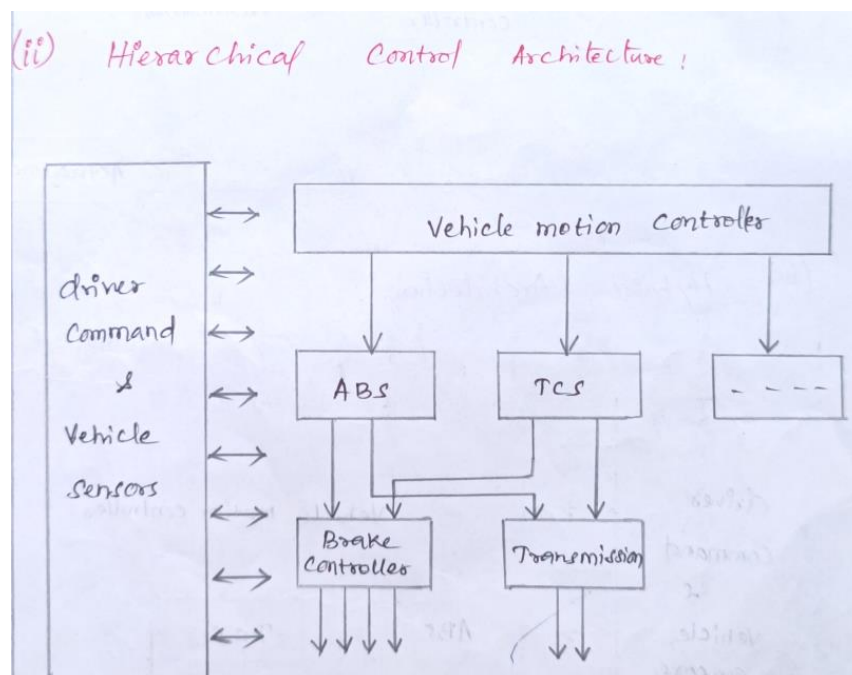 (ii) Hierarchical Control Architecture:
Vehicle motion Controller
driver
Command
&
Vehicle
sensors
ABS
TCS
- - - -
Brake
Controller
Transmission